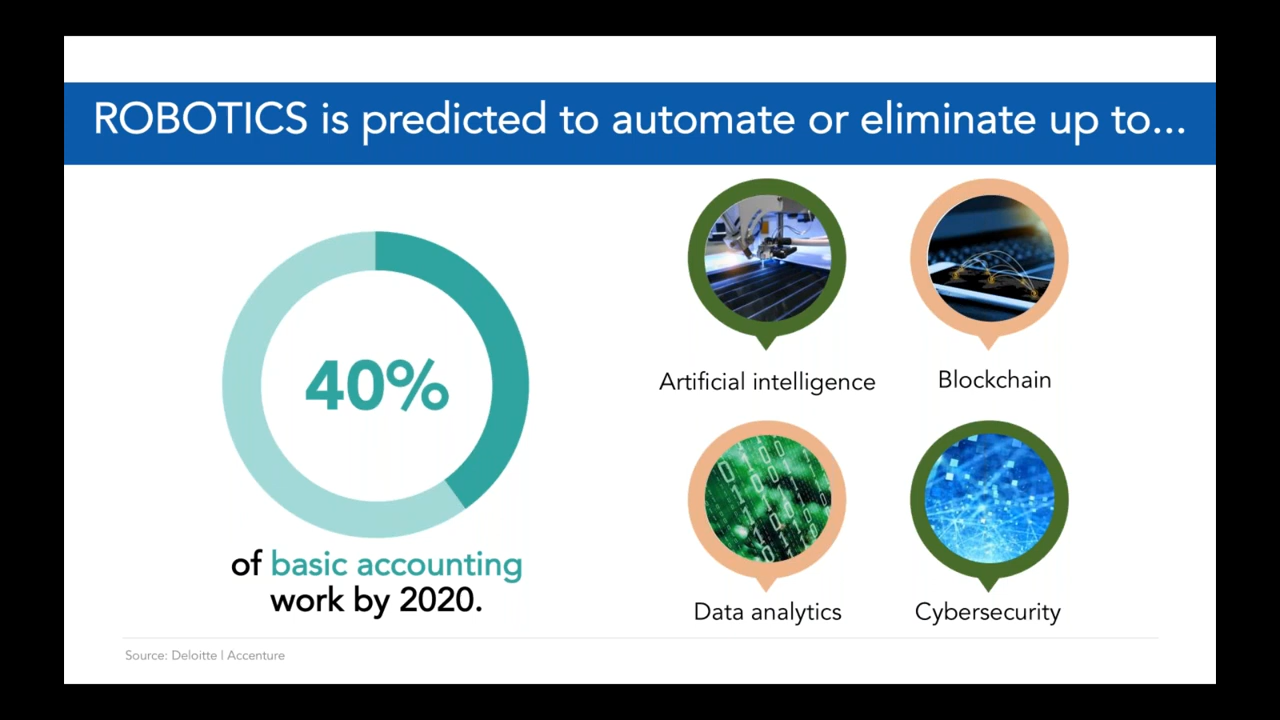 ROBOTICS is predicted to automate or eliminate up to...
40%
of basic accounting
work by 2020.
Artificial intelligence
Blockchain
Data analytics
Cybersecurity
Source: Deloitte | Accenture